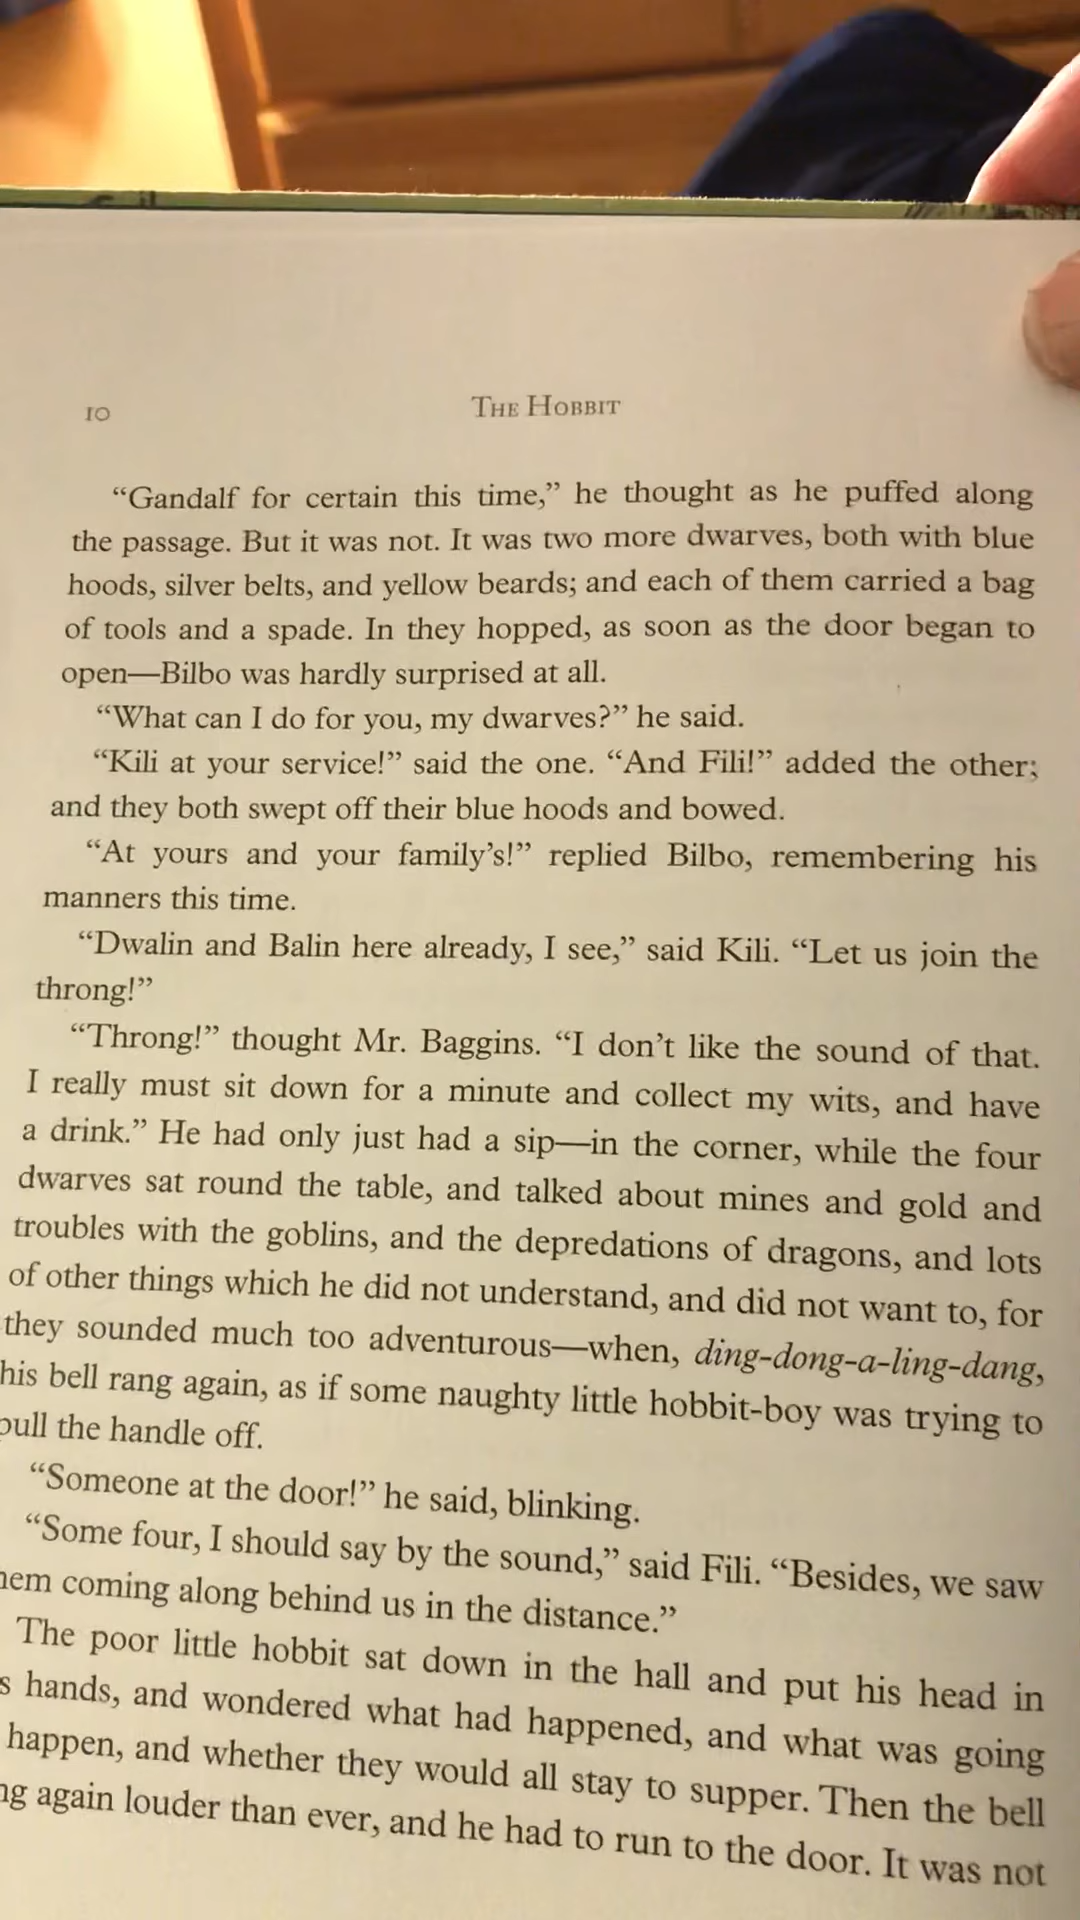 10
THE HOBBIT
“Gandalf for certain this time,” he thought as he puffed along
the passage. But it was not. It was two more dwarves, both with blue
hoods, silver belts, and yellow beards; and each of them carried a bag
of tools and a spade. In they hopped, as soon as the door began to
open—Bilbo was hardly surprised at all.
“What can I do for you, my dwarves?” he said.
“Kili at your service!” said the one. “And Fili!” added the other;
and they both swept off their blue hoods and bowed.
“At yours and your family’s!” replied Bilbo, remembering his
manners this time.
“Dwalin and Balin here already, I see,” said Kili. “Let us join the
throng!”
“Throng!” thought Mr. Baggins. “I don’t like the sound of that.
I really must sit down for a minute and collect my wits, and have
a drink.” He had only just had a sip—in the corner, while the four
dwarves sat round the table, and talked about mines and gold and
troubles with the goblins, and the depredations of dragons, and lots
of other things which he did not understand, and did not want to, for
they sounded much too adventurous—when, ding-dong-a-ling-dang,
his bell rang again, as if some naughty little hobbit-boy was trying to
pull the handle off.
“Someone at the door!” he said, blinking.
“Some four, I should say by the sound,” said Fili. “Besides, we saw
coming along behind us in the distance.”
The poor little hobbit sat down in the hall and put his head in
hands, and wondered what had happened, and what was going
happen, and whether they would all stay to supper. Then the bell
again louder than ever, and he had to run to the door. It was not